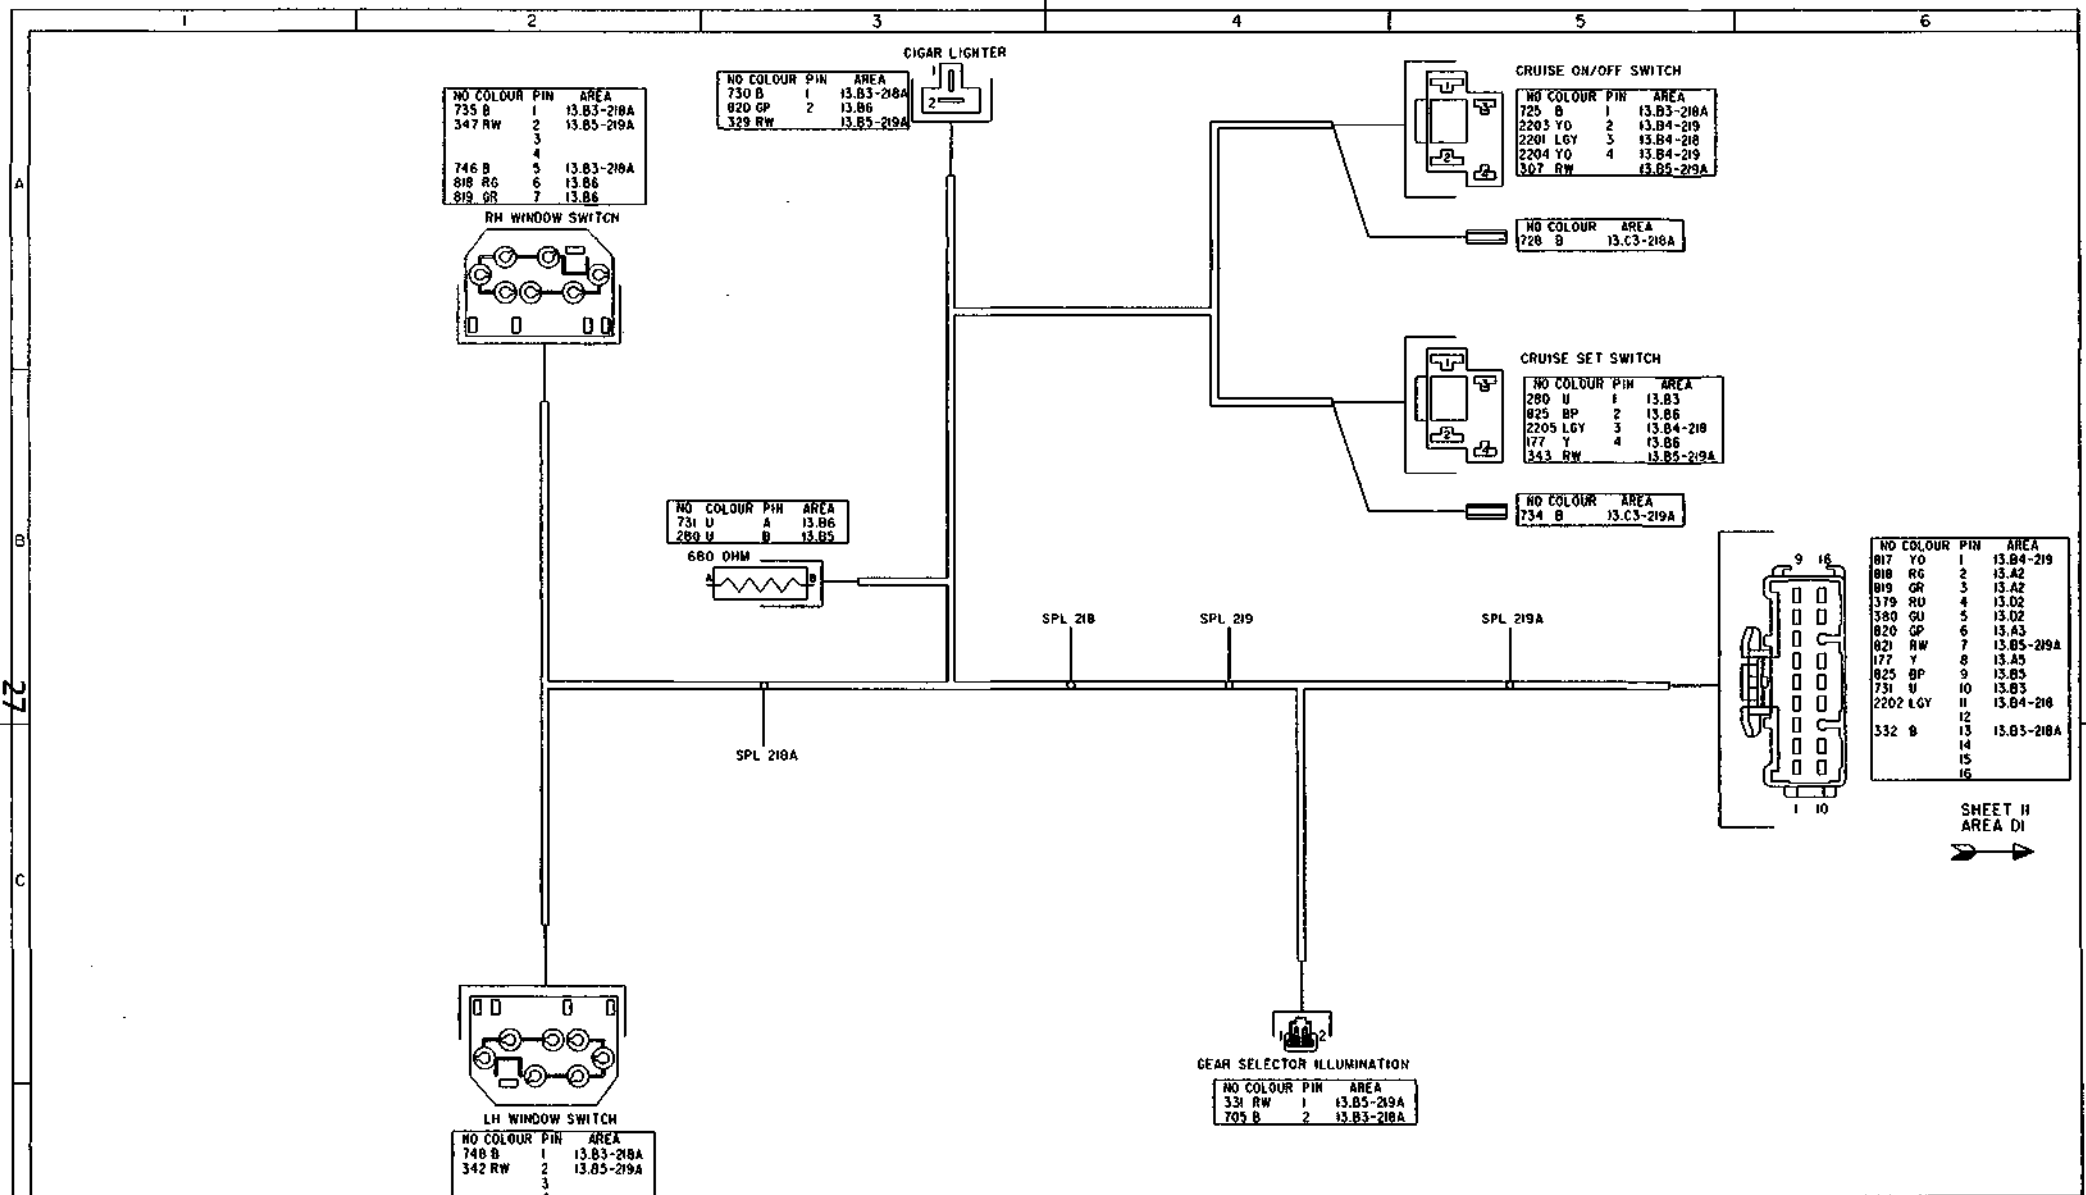 1 2 3 4 5 6
CIGAR LIGHTER
1
2
NO COLOUR PIN AREA
730 B 1 13.B3-218A
820 GP 2 13.B6
329 RW 13.B5-219A
NO COLOUR PIN AREA
735 B 1 13.B3-218A
347 RW 2 13.B5-219A
3
4
746 B 5 13.B3-218A
818 RG 6 13.B6
819 GR 7 13.B6
RH WINDOW SWITCH
CRUISE ON/OFF SWITCH
1
3
2
4
NO COLOUR PIN AREA
725 B 1 13.B3-218A
2203 YO 2 13.B4-219
2201 LGY 3 13.B4-218
2204 YO 4 13.B4-219
307 RW 13.B5-219A
A
NO COLOUR AREA
728 B 13.C3-218A
CRUISE SET SWITCH
1
3
2
4
NO COLOUR PIN AREA
280 U 1 13.B3
825 BP 2 13.B6
2205 LGY 3 13.B4-218
177 Y 4 13.B6
343 RW 13.B5-219A
NO COLOUR AREA
734 B 13.C3-219A
NO COLOUR PIN AREA
731 U A 13.B6
280 U B 13.B5
680 OHM
A B
B
9 16
NO COLOUR PIN AREA
817 YO 1 13.B4-219
818 RG 2 13.A2
819 GR 3 13.A2
379 RU 4 13.D2
380 GU 5 13.D2
820 GP 6 13.A3
821 RW 7 13.B5-219A
177 Y 8 13.A5
825 BP 9 13.B5
731 U 10 13.B3
2202 LGY 11 13.B4-218
12
332 B 13 13.B3-218A
14
15
16
1 10
SPL 218 SPL 219 SPL 219A
27
SPL 218A
SHEET 11
AREA D1
C
1 2
GEAR SELECTOR ILLUMINATION
NO COLOUR PIN AREA
331 RW 1 13.B5-219A
705 B 2 13.B3-218A
LH WINDOW SWITCH
NO COLOUR PIN AREA
748 B 1 13.B3-218A
342 RW 2 13.B5-219A
3